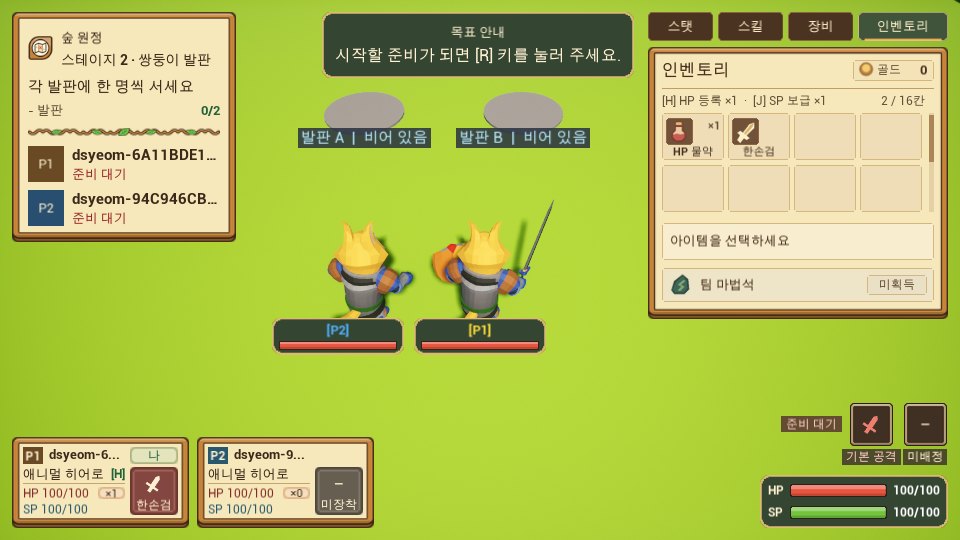 숲 원정
스테이지 2 · 쌍둥이 발판
각 발판에 한 명씩 서세요
- 발판 0/2
P1 dsyeom-6A11BDE1...
준비 대기
P2 dsyeom-94C946CB...
준비 대기
목표 안내
시작할 준비가 되면 [R] 키를 눌러 주세요.
발판 A | 비어 있음
발판 B | 비어 있음
[P2]
[P1]
스탯
스킬
장비
인벤토리
인벤토리
골드 0
[H] HP 등록 ×1 · [J] SP 보급 ×1 2 / 16칸
×1
HP 물약
한손검
아이템을 선택하세요
팀 마법석 미획득
P1 dsyeom-6... 나
애니멀 히어로 [H]
HP 100/100 ×1
SP 100/100
한손검
P2 dsyeom-9...
애니멀 히어로
HP 100/100 ×0
SP 100/100
미장착
준비 대기
기본 공격
미배정
HP 100/100
SP 100/100